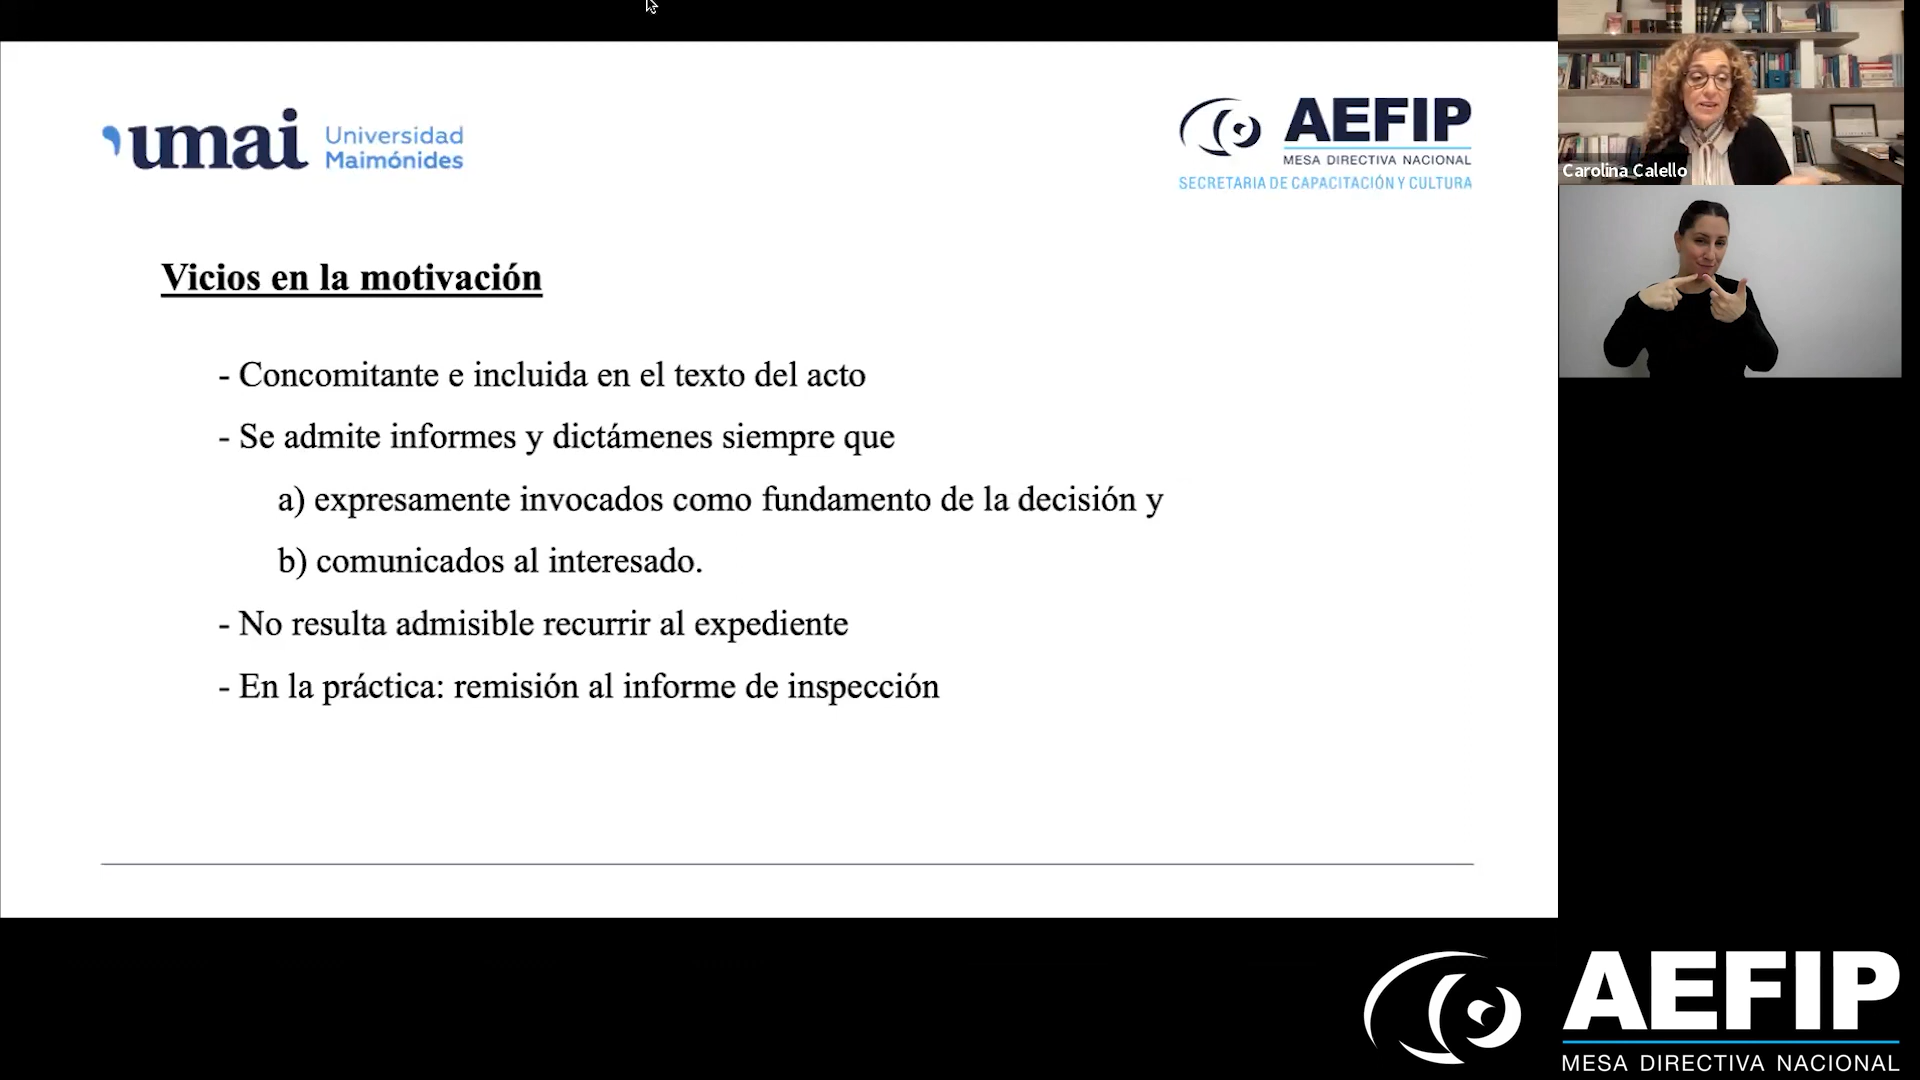 umai Universidad Maimónides
AEFIP
MESA DIRECTIVA NACIONAL
SECRETARIA DE CAPACITACIÓN Y CULTURA
Carolina Calello
Vicios en la motivación
- Concomitante e incluida en el texto del acto
- Se admite informes y dictámenes siempre que
a) expresamente invocados como fundamento de la decisión y
b) comunicados al interesado.
- No resulta admisible recurrir al expediente
- En la práctica: remisión al informe de inspección
AEFIP
MESA DIRECTIVA NACIONAL